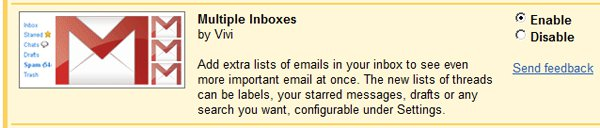 Multiple Inboxes
by Vivi
Add extra lists of emails in your inbox to see even
more important email at once. The new lists of threads
can be labels, your starred messages, drafts or any
search you want, configurable under Settings.
Enable
Disable
Send feedback
Inbox
Starred
Chats
Drafts
Spam (54)
Trash